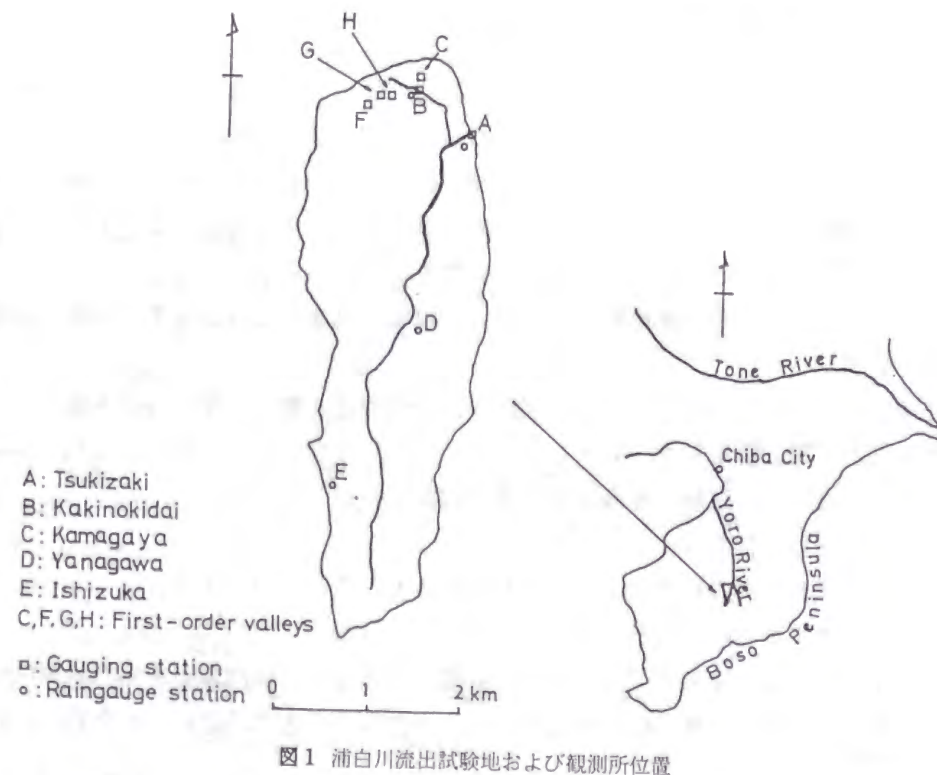 H
C
G
F
B
A
D
E
Tone River
Chiba City
Yoro River
Boso Peninsula
A: Tsukizaki
B: Kakinokidai
C: Kamagaya
D: Yanagawa
E: Ishizuka
C,F,G,H: First-order valleys
□: Gauging station
○: Raingauge station
0 1 2 km
図1 浦白川流出試験地および観測所位置